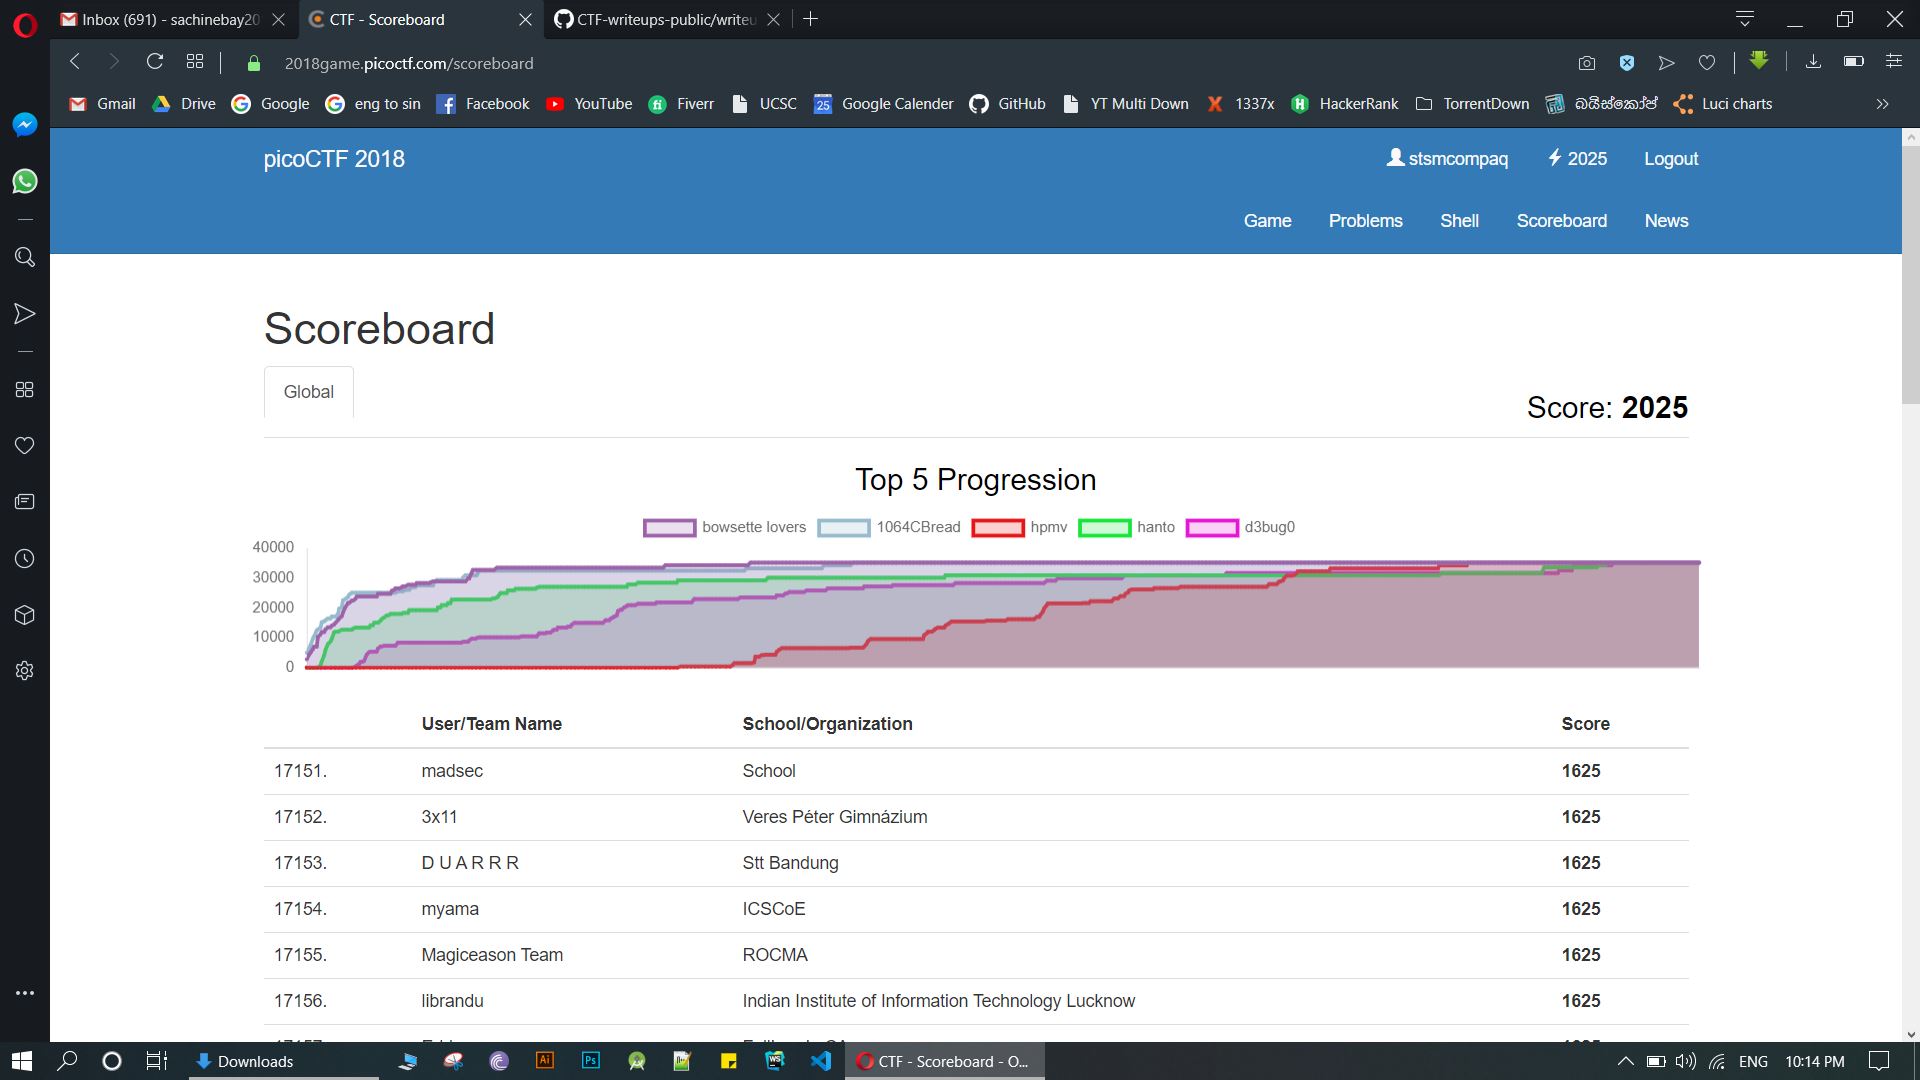 Inbox (691) - sachinebay20
CTF - Scoreboard
CTF-writeups-public/writeu
2018game.picoctf.com/scoreboard
Gmail Drive Google eng to sin Facebook YouTube Fiverr UCSC 25 Google Calender GitHub YT Multi Down X 1337x HackerRank TorrentDown බයිස්කෝප් Luci charts
picoCTF 2018 stsmcompaq 2025 Logout
Game Problems Shell Scoreboard News
Scoreboard
Global
Score: 2025
Top 5 Progression
bowsette lovers 1064CBread hpmv hanto d3bug0
40000
30000
20000
10000
0
User/Team Name School/Organization Score
17151. madsec School 1625
17152. 3x11 Veres Péter Gimnázium 1625
17153. D U A R R R Stt Bandung 1625
17154. myama ICSCoE 1625
17155. Magiceason Team ROCMA 1625
17156. librandu Indian Institute of Information Technology Lucknow 1625
Downloads Ai Ps WS CTF - Scoreboard - O... ENG 10:14 PM